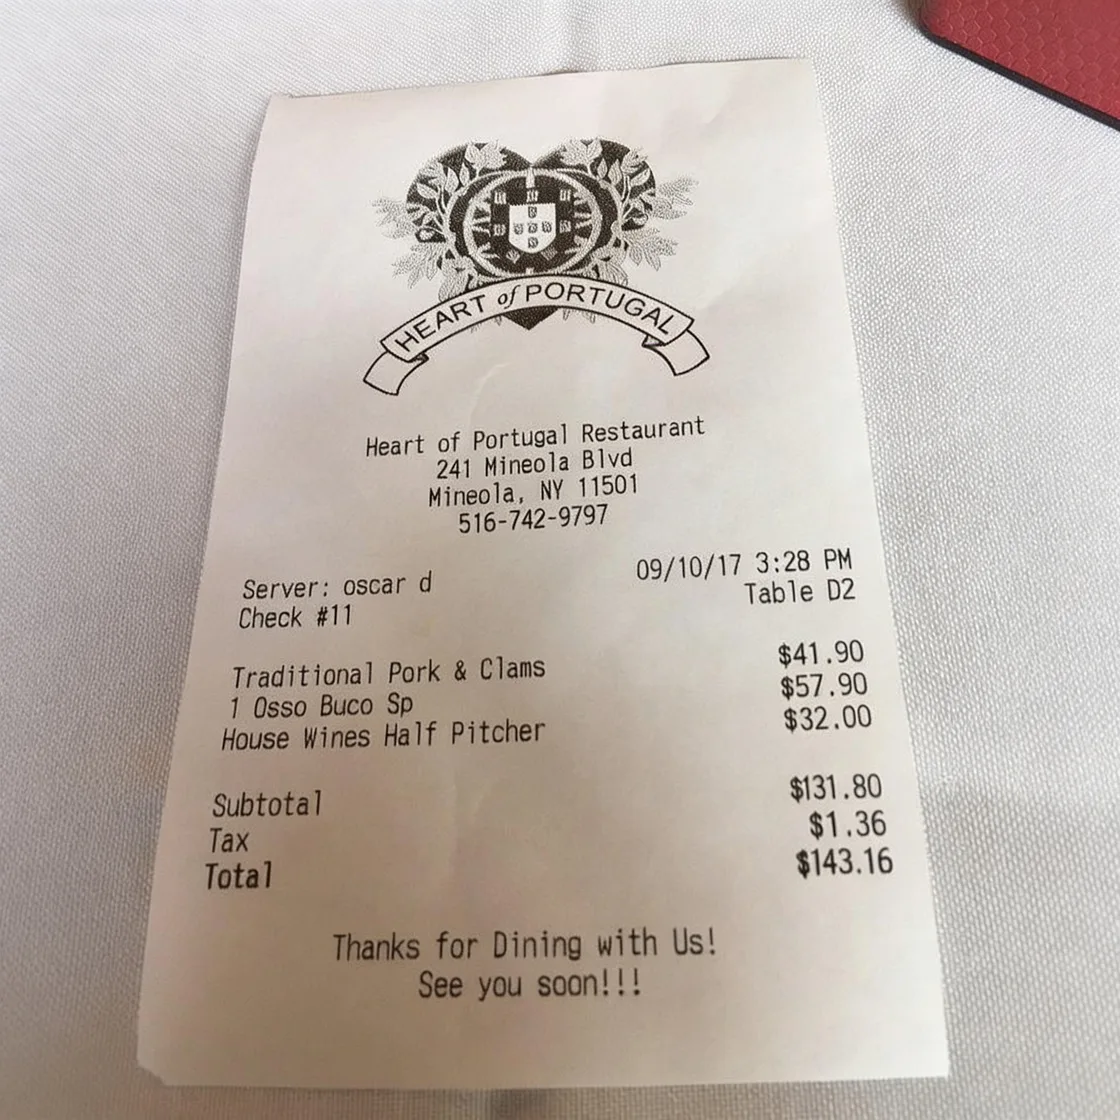 HEART of PORTUGAL
Heart of Portugal Restaurant
241 Mineola Blvd
Mineola, NY 11501
516-742-9797
Server: oscar d 09/10/17 3:28 PM
Check #11 Table D2
Traditional Pork & Clams $41.90
1 Osso Buco Sp $57.90
House Wines Half Pitcher $32.00
Subtotal $131.80
Tax $1.36
Total $143.16
Thanks for Dining with Us!
See you soon!!!